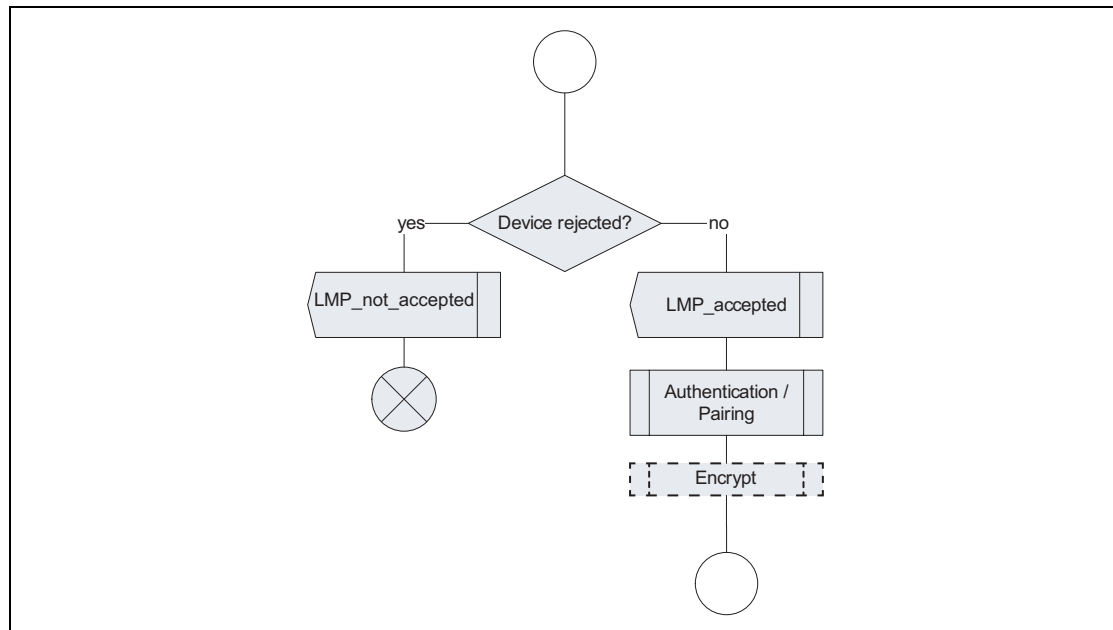 Device rejected?
yes
no
LMP_not_accepted
LMP_accepted
Authentication /
Pairing
Encrypt